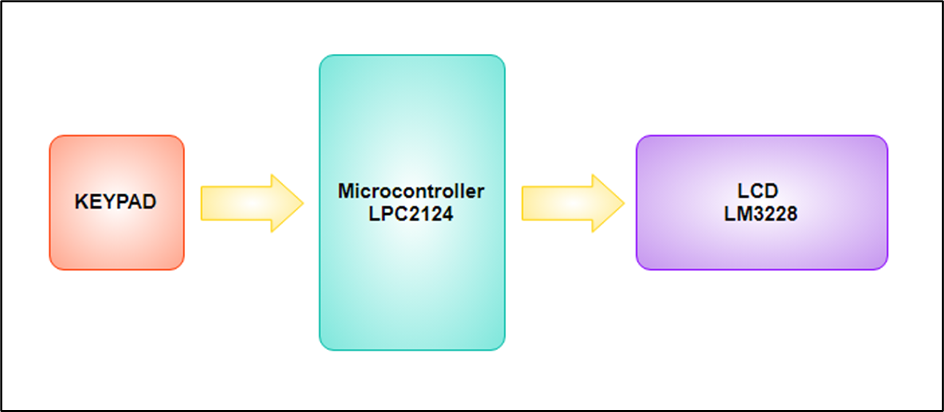 KEYPAD
Microcontroller
LPC2124
LCD
LM3228